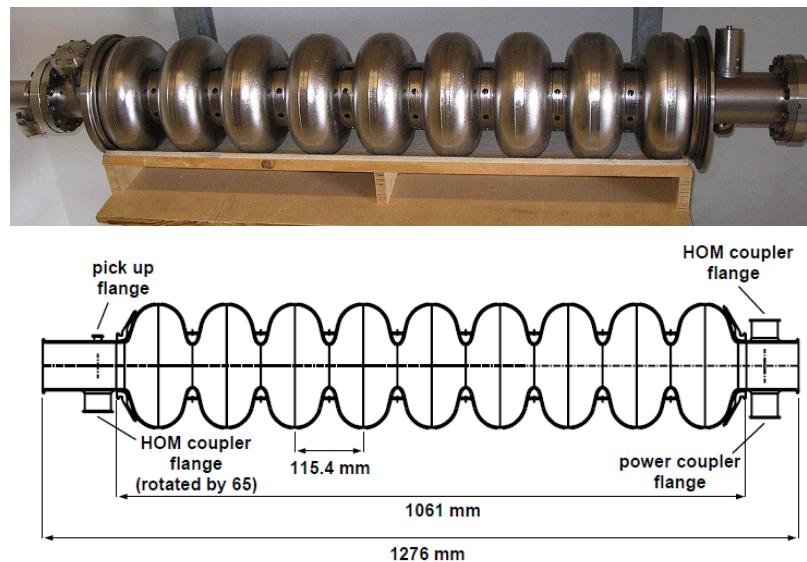 pick up
flange
HOM coupler
flange
HOM coupler
flange
(rotated by 65)
115.4 mm
power coupler
flange
1061 mm
1276 mm